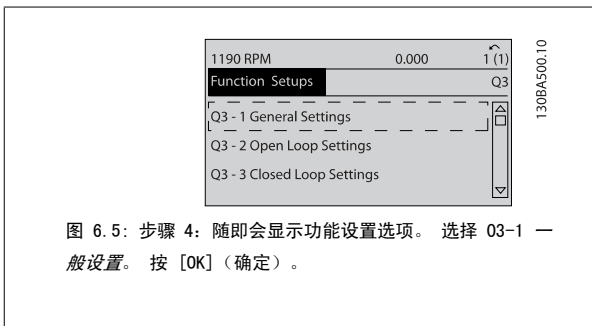 1190 RPM 0.000 1 (1)
Function Setups Q3
Q3 - 1 General Settings
Q3 - 2 Open Loop Settings
Q3 - 3 Closed Loop Settings
130BA500.10
图 6.5: 步骤 4: 随即会显示功能设置选项。 选择 03-1 一
般设置。 按 [OK] (确定)。